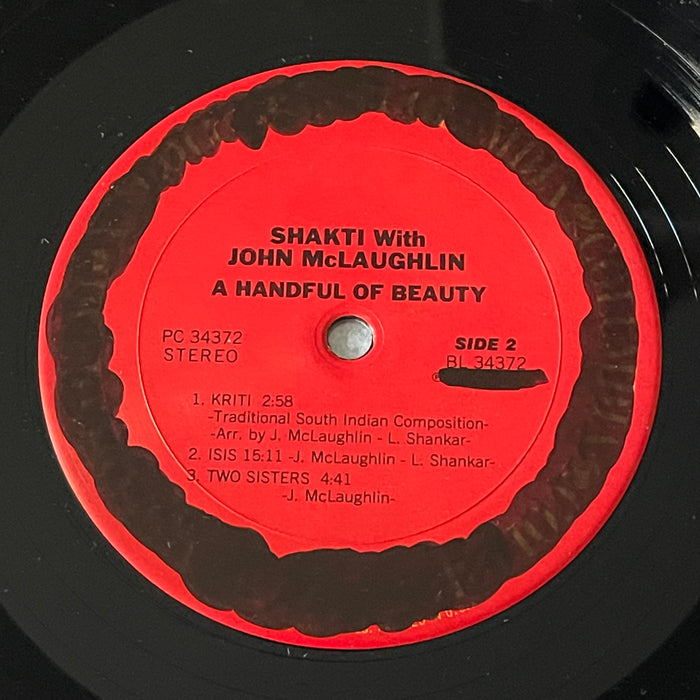 SHAKTI With
JOHN McLAUGHLIN
A HANDFUL OF BEAUTY
PC 34372
STEREO
SIDE 2
BL 34372
℗
1. KRITI 2:58
-Traditional South Indian Composition-
-Arr. by J. McLaughlin - L. Shankar-
2. ISIS 15:11 -J. McLaughlin - L. Shankar-
3. TWO SISTERS 4:41
-J. McLaughlin-